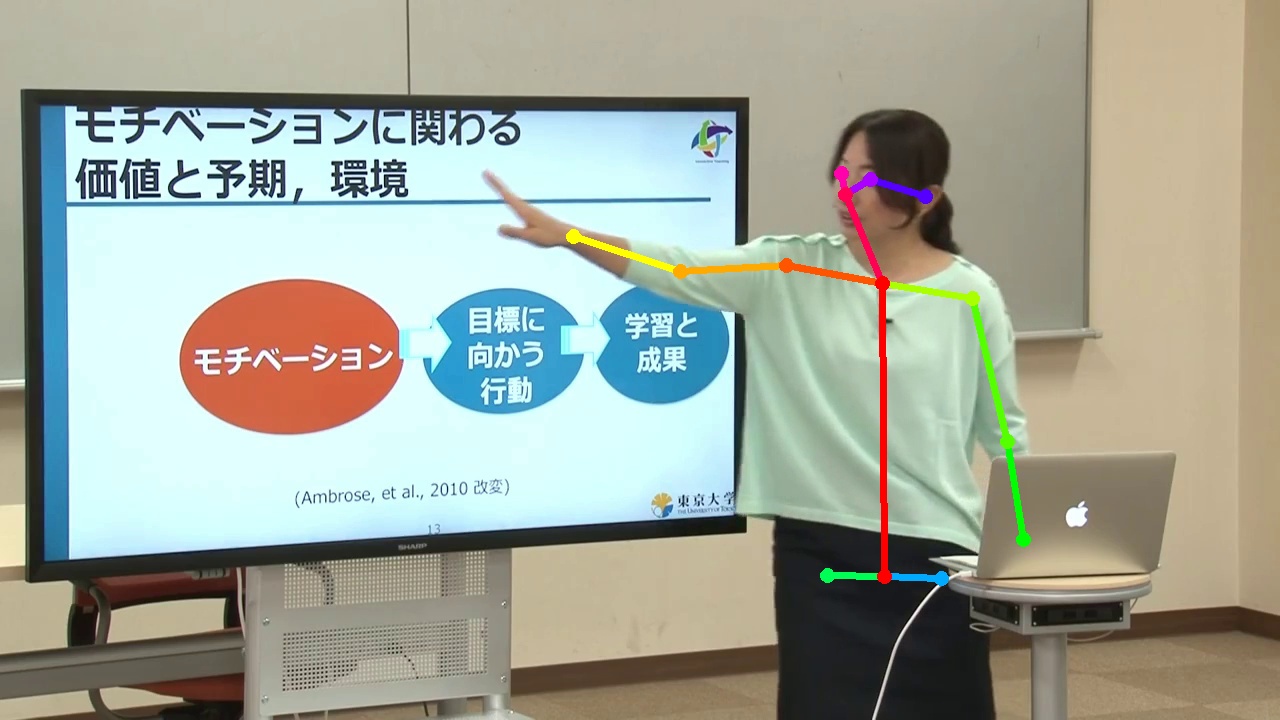 モチベーションに関わる
価値と予期，環境
モチベーション
目標に
向かう
行動
学習と
成果
(Ambrose, et al., 2010 改変)
13
東京大学
SHARP